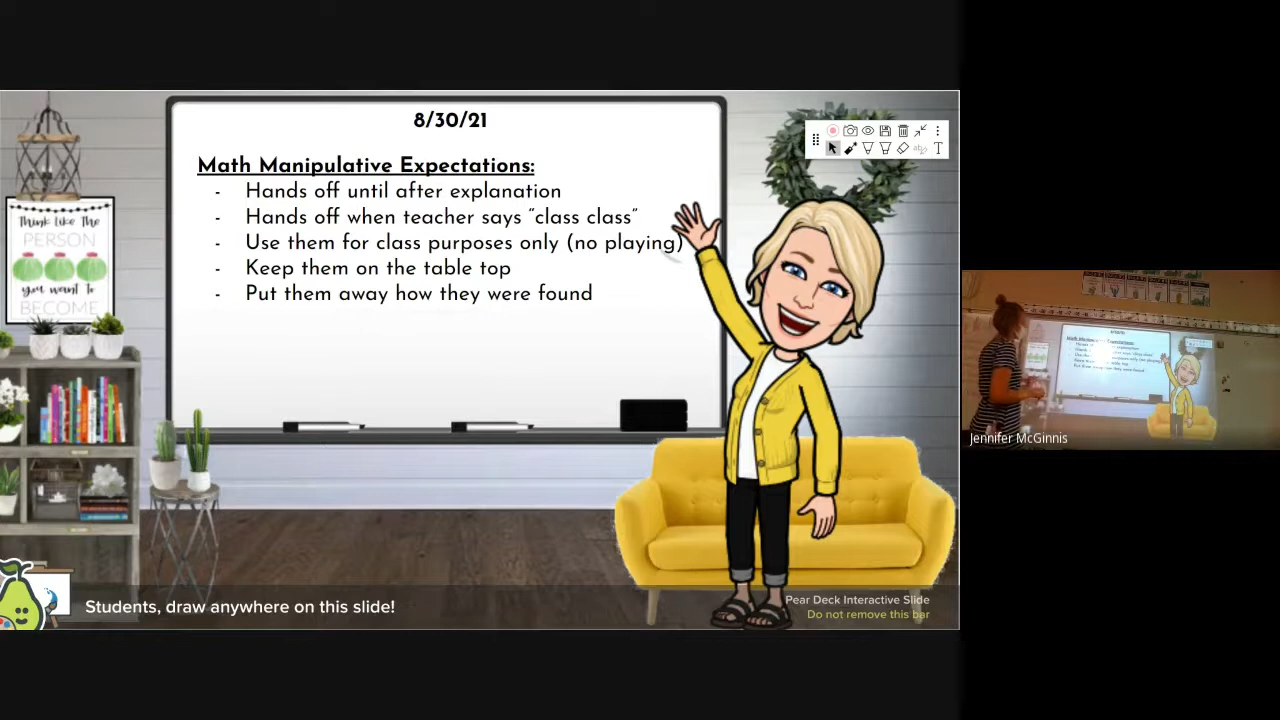 8/30/21
Math Manipulative Expectations:
- Hands off until after explanation
- Hands off when teacher says “class class”
- Use them for class purposes only (no playing)
- Keep them on the table top
- Put them away how they were found
Think like the
PERSON
you want to
BECOME
abc
T
Students, draw anywhere on this slide!
Pear Deck Interactive Slide
Do not remove this bar
Jennifer McGinnis